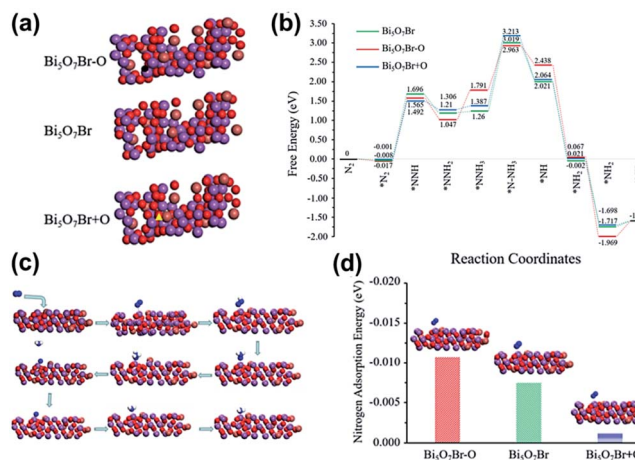 (a)
Bi5O7Br-O
Bi5O7Br
Bi5O7Br+O
(b)
Free Energy (eV)
3.50
3.00
2.50
2.00
1.50
1.00
0.50
0.00
-0.50
-1.00
-1.50
-2.00
Bi5O7Br
Bi5O7Br-O
Bi5O7Br+O
0
N2
-0.001
-0.008
-0.017
*N2
1.696
1.565
1.492
*NNH
1.306
1.21
1.047
*NNH2
1.791
1.387
1.26
*NNH3
3.213
3.019
2.963
*N-NH3
2.438
2.064
2.021
*NH
0.067
0.021
-0.002
*NH2
-1.698
-1.717
-1.969
*NH2
Reaction Coordinates
(c)
(d)
Nitrogen Adsorption Energy (eV)
-0.020
-0.015
-0.010
-0.005
0.000
Bi5O7Br-O
Bi5O7Br
Bi5O7Br+O